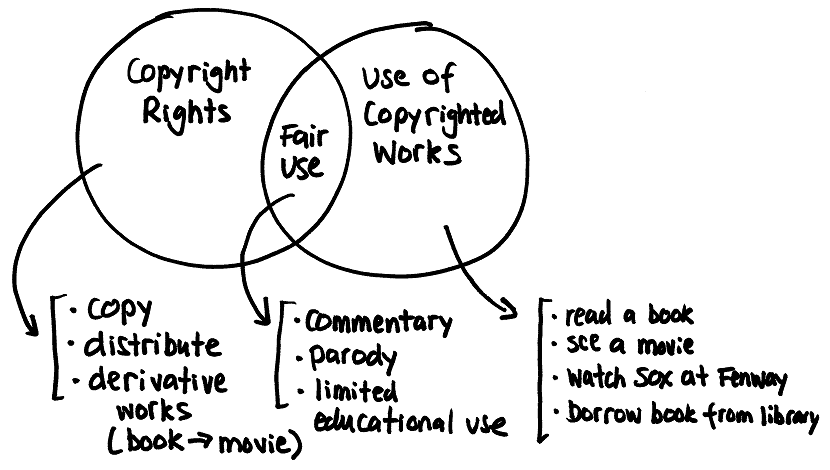 Copyright
Rights
Fair
Use
Use of
Copyrighted
Works
· copy
· distribute
· derivative
works
(book → movie)
· commentary
· parody
· limited
educational use
· read a book
· see a movie
· watch Sox at Fenway
· borrow book from library